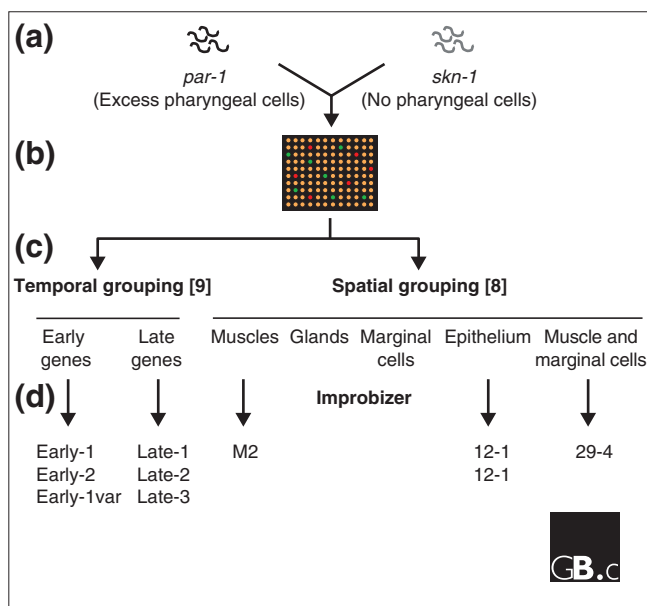 (a)
par-1
(Excess pharyngeal cells)
skn-1
(No pharyngeal cells)
(b)
(c)
Temporal grouping [9]
Spatial grouping [8]
Early
genes
Late
genes
Muscles
Glands
Marginal
cells
Epithelium
Muscle and
marginal cells
(d)
Improbizer
Early-1
Early-2
Early-1var
Late-1
Late-2
Late-3
M2
12-1
12-1
29-4
GB.c